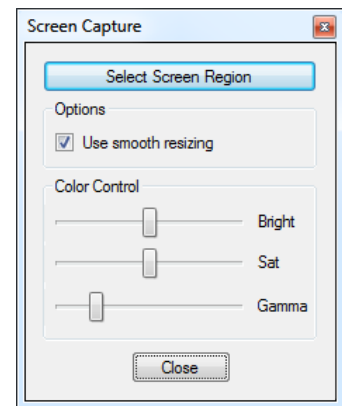 Screen Capture
Select Screen Region
Options
Use smooth resizing
Color Control
Bright
Sat
Gamma
Close